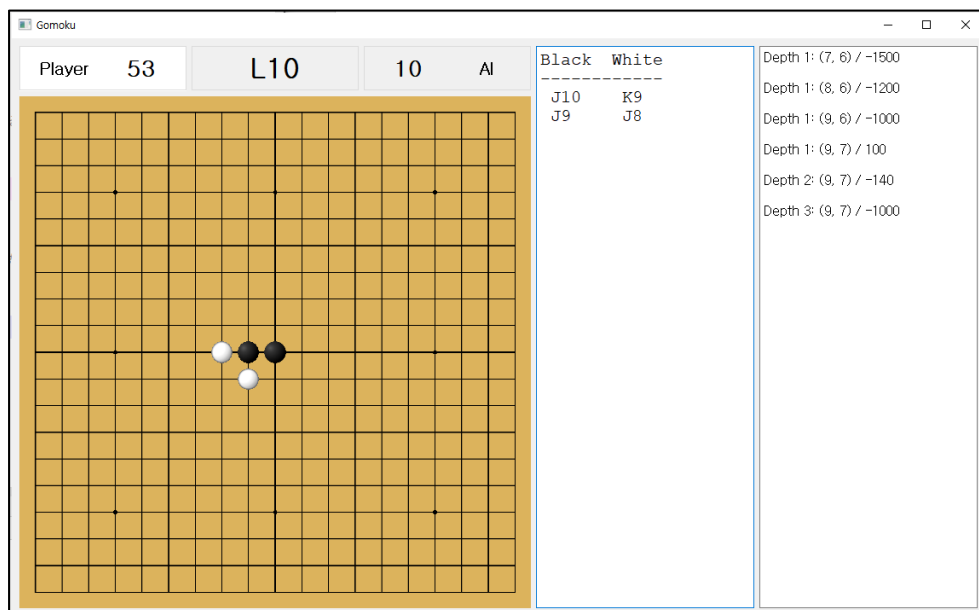 Gomoku
Player 53
L10
10 AI
Black White
------------
J10 K9
J9 J8
Depth 1: (7, 6) / -1500
Depth 1: (8, 6) / -1200
Depth 1: (9, 6) / -1000
Depth 1: (9, 7) / 100
Depth 2: (9, 7) / -140
Depth 3: (9, 7) / -1000